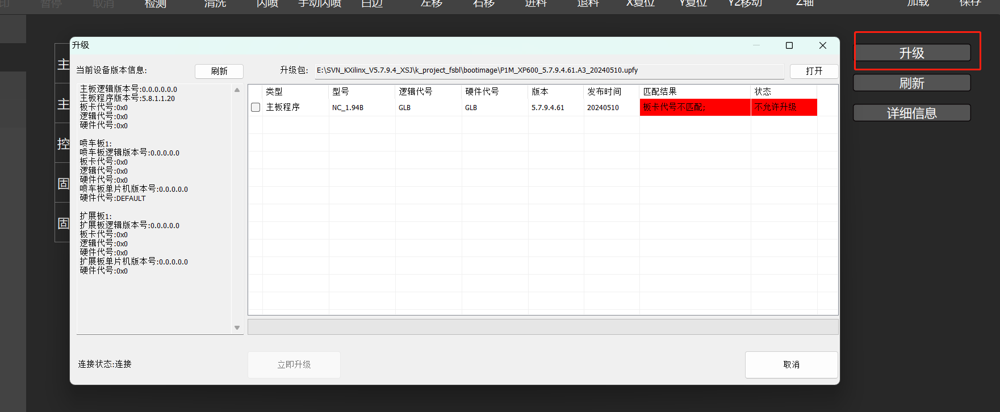 印 暂停 取消 检测 清洗 闪喷 手动闪喷 白边 左移 右移 进料 退料 X复位 Y复位 Y2移动 Z轴 加载 保存
升级
主
主
控
固
固
当前设备版本信息:
刷新
主板逻辑版本号:0.0.0.0.0.0
主板程序版本号:5.8.1.1.20
板卡代号:0x0
逻辑代号:0x0
硬件代号:0x0
喷车板1:
喷车板逻辑版本号:0.0.0.0.0
板卡代号:0x0
逻辑代号:0x0
硬件代号:0x0
喷车板单片机版本号:0.0.0.0.0
硬件代号:DEFAULT
扩展板1:
扩展板逻辑版本号:0.0.0.0.0
板卡代号:0x0
逻辑代号:0x0
硬件代号:0x0
扩展板单片机版本号:0.0.0.0.0
硬件代号:0x0
连接状态:连接
升级包: E:\SVN_KXilinx_V5.7.9.4_XSJ\k_project_fsbl\bootimage\P1M_XP600_5.7.9.4.61.A3_20240510.upfy
打开
类型 型号 逻辑代号 硬件代号 版本 发布时间 匹配结果 状态
主板程序 NC_1.94B GLB GLB 5.7.9.4.61 20240510 板卡代号不匹配; 不允许升级
立即升级
取消
升级
刷新
详细信息